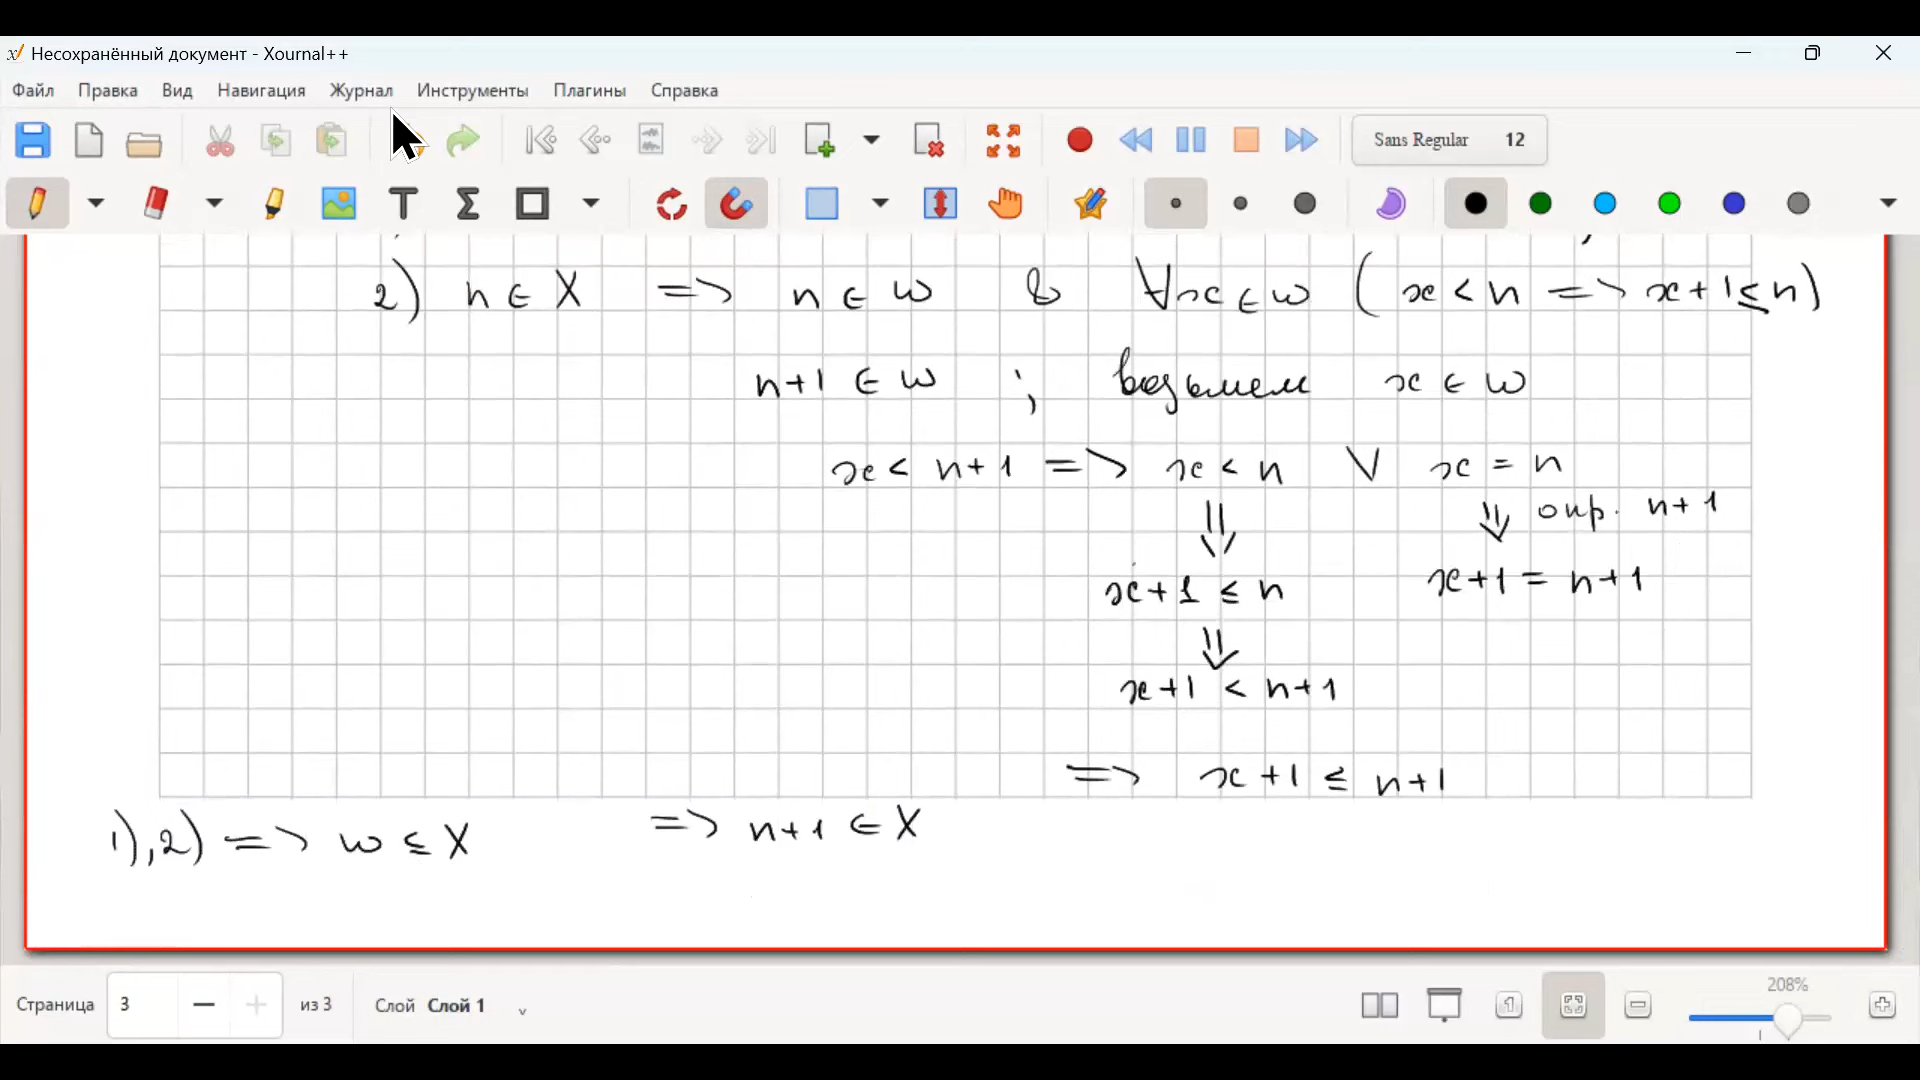 Несохранённый документ - Xournal++
Файл Правка Вид Навигация Журнал Инструменты Плагины Справка
Sans Regular 12
2) n ∈ X => n ∈ ω & ∀x ∈ ω ( x < n => x+1 ≤ n )
n+1 ∈ ω ; возьмем x ∈ ω
x < n+1 => x < n ∨ x = n
⇓ ⇓ опр. n+1
x+1 ≤ n x+1 = n+1
⇓
x+1 < n+1
=> x+1 ≤ n+1
1),2) => ω ⊆ X => n+1 ∈ X
Страница 3 из 3 Слой Слой 1 208%